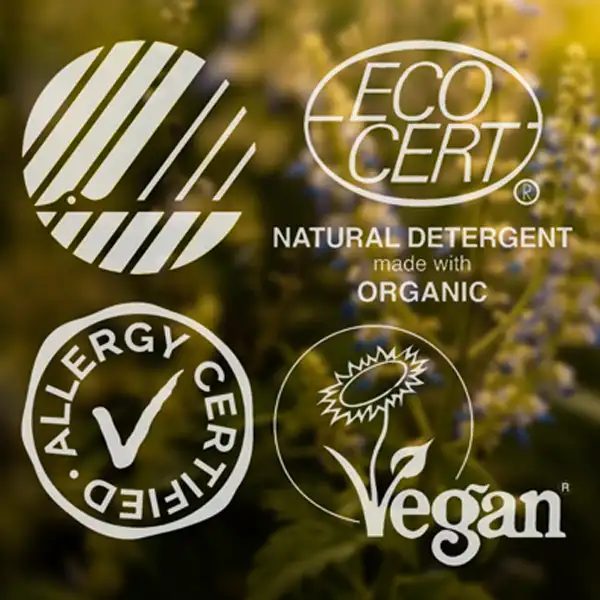 ECO
CERT
®
NATURAL DETERGENT
made with
ORGANIC
ALLERGY CERTIFIED ·
Vegan R